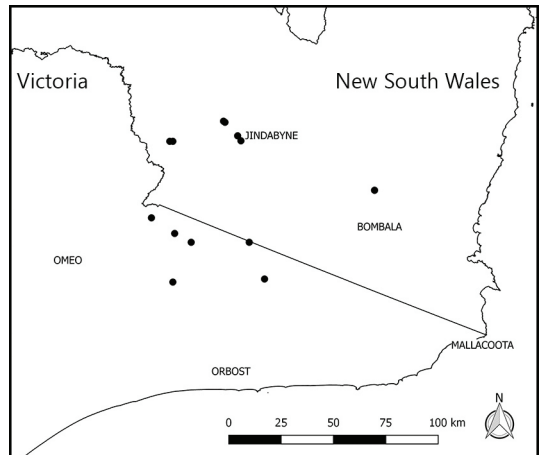 Victoria
New South Wales
JINDABYNE
BOMBALA
OMEO
MALLACOOTA
ORBOST
N
0 25 50 75 100 km